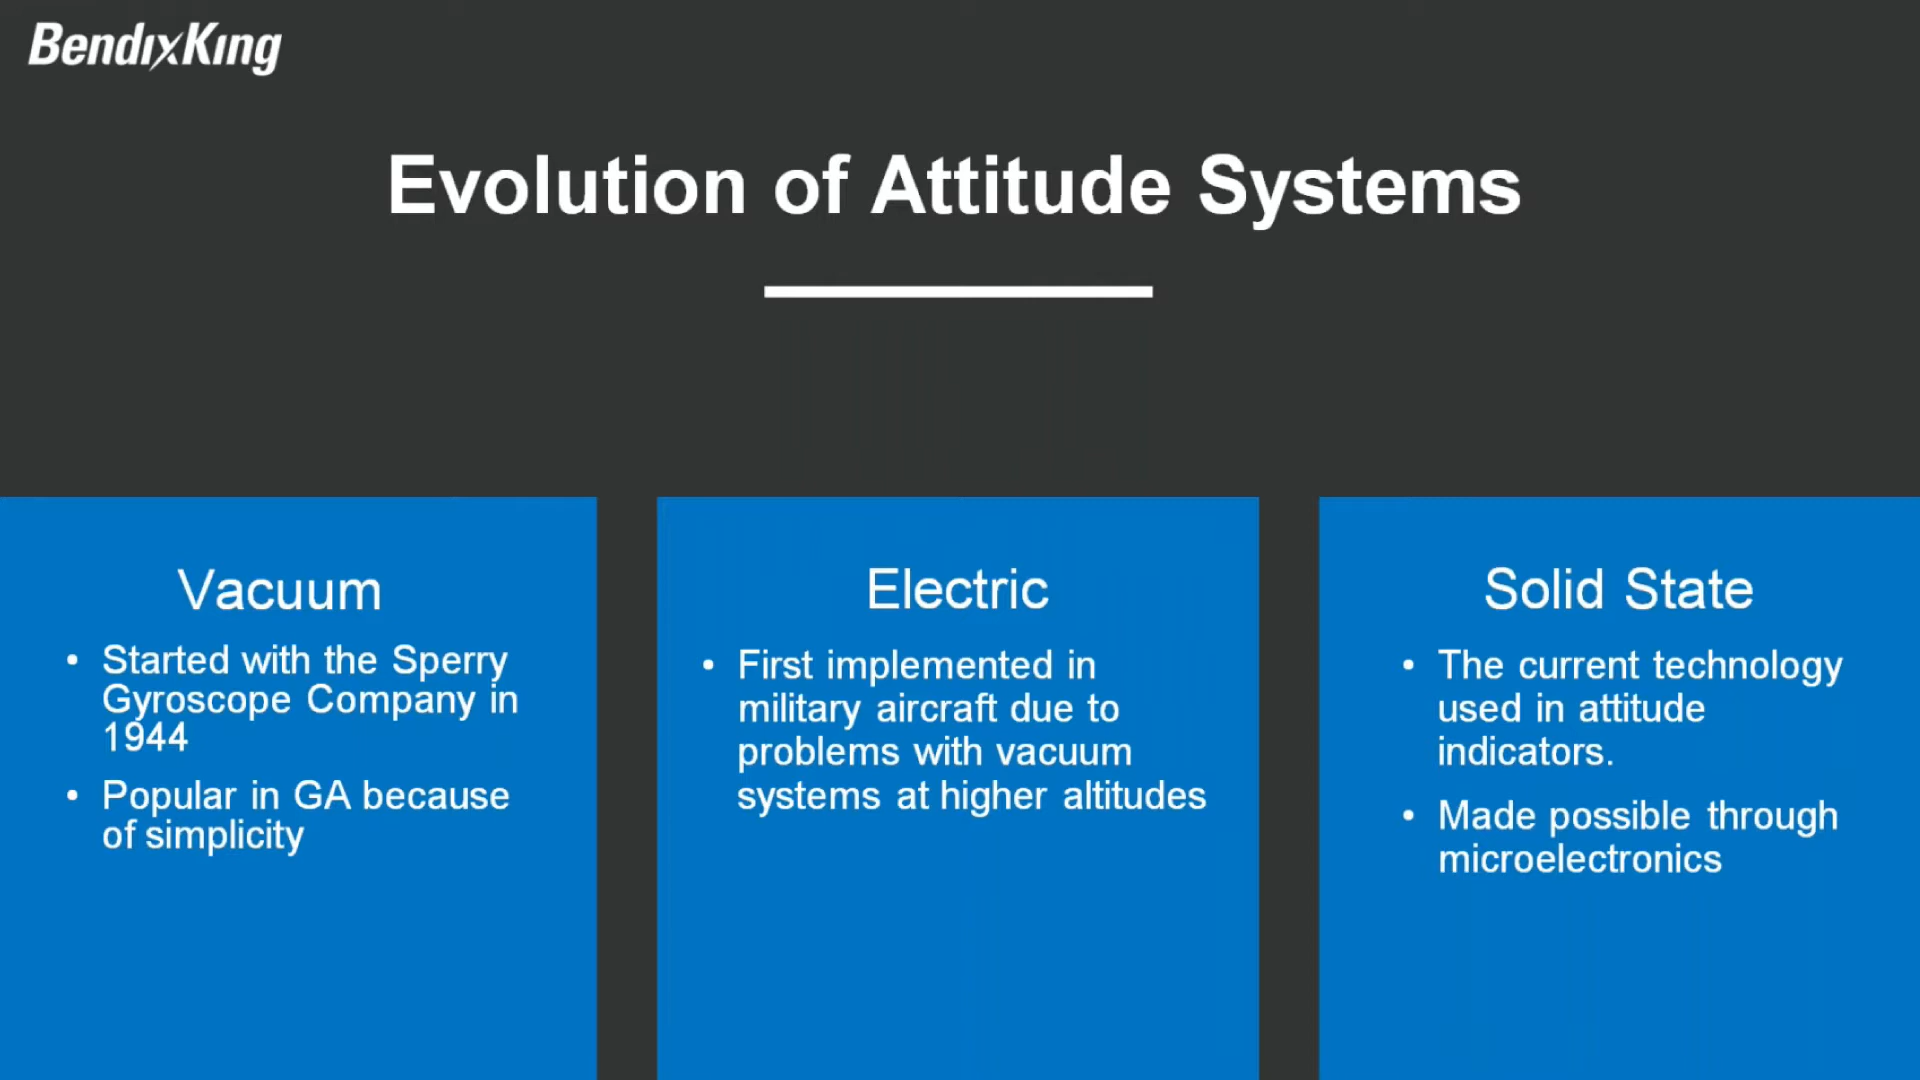 BendixKing
Evolution of Attitude Systems
Vacuum
• Started with the Sperry
Gyroscope Company in
1944
• Popular in GA because
of simplicity
Electric
• First implemented in
military aircraft due to
problems with vacuum
systems at higher altitudes
Solid State
• The current technology
used in attitude
indicators.
• Made possible through
microelectronics